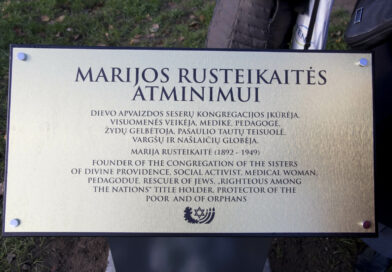 MARIJOS RUSTEIKAITĖS
ATMINIMUI
DIEVO APVAIZDOS SESERŲ KONGREGACIJOS ĮKŪRĖJA,
VISUOMENĖS VEIKĖJA, MEDIKĖ, PEDAGOGĖ,
ŽYDŲ GELBĖTOJA, PASAULIO TAUTŲ TEISUOLĖ,
VARGŠŲ IR NAŠLAIČIŲ GLOBĖJA.
MARIJA RUSTEIKAITĖ (1892 - 1949)
FOUNDER OF THE CONGREGATION OF THE SISTERS
OF DIVINE PROVIDENCE, SOCIAL ACTIVIST, MEDICAL WOMAN,
PEDAGOGUE, RESCUER OF JEWS, „RIGHTEOUS AMONG
THE NATIONS" TITLE HOLDER, PROTECTOR OF THE
POOR AND OF ORPHANS